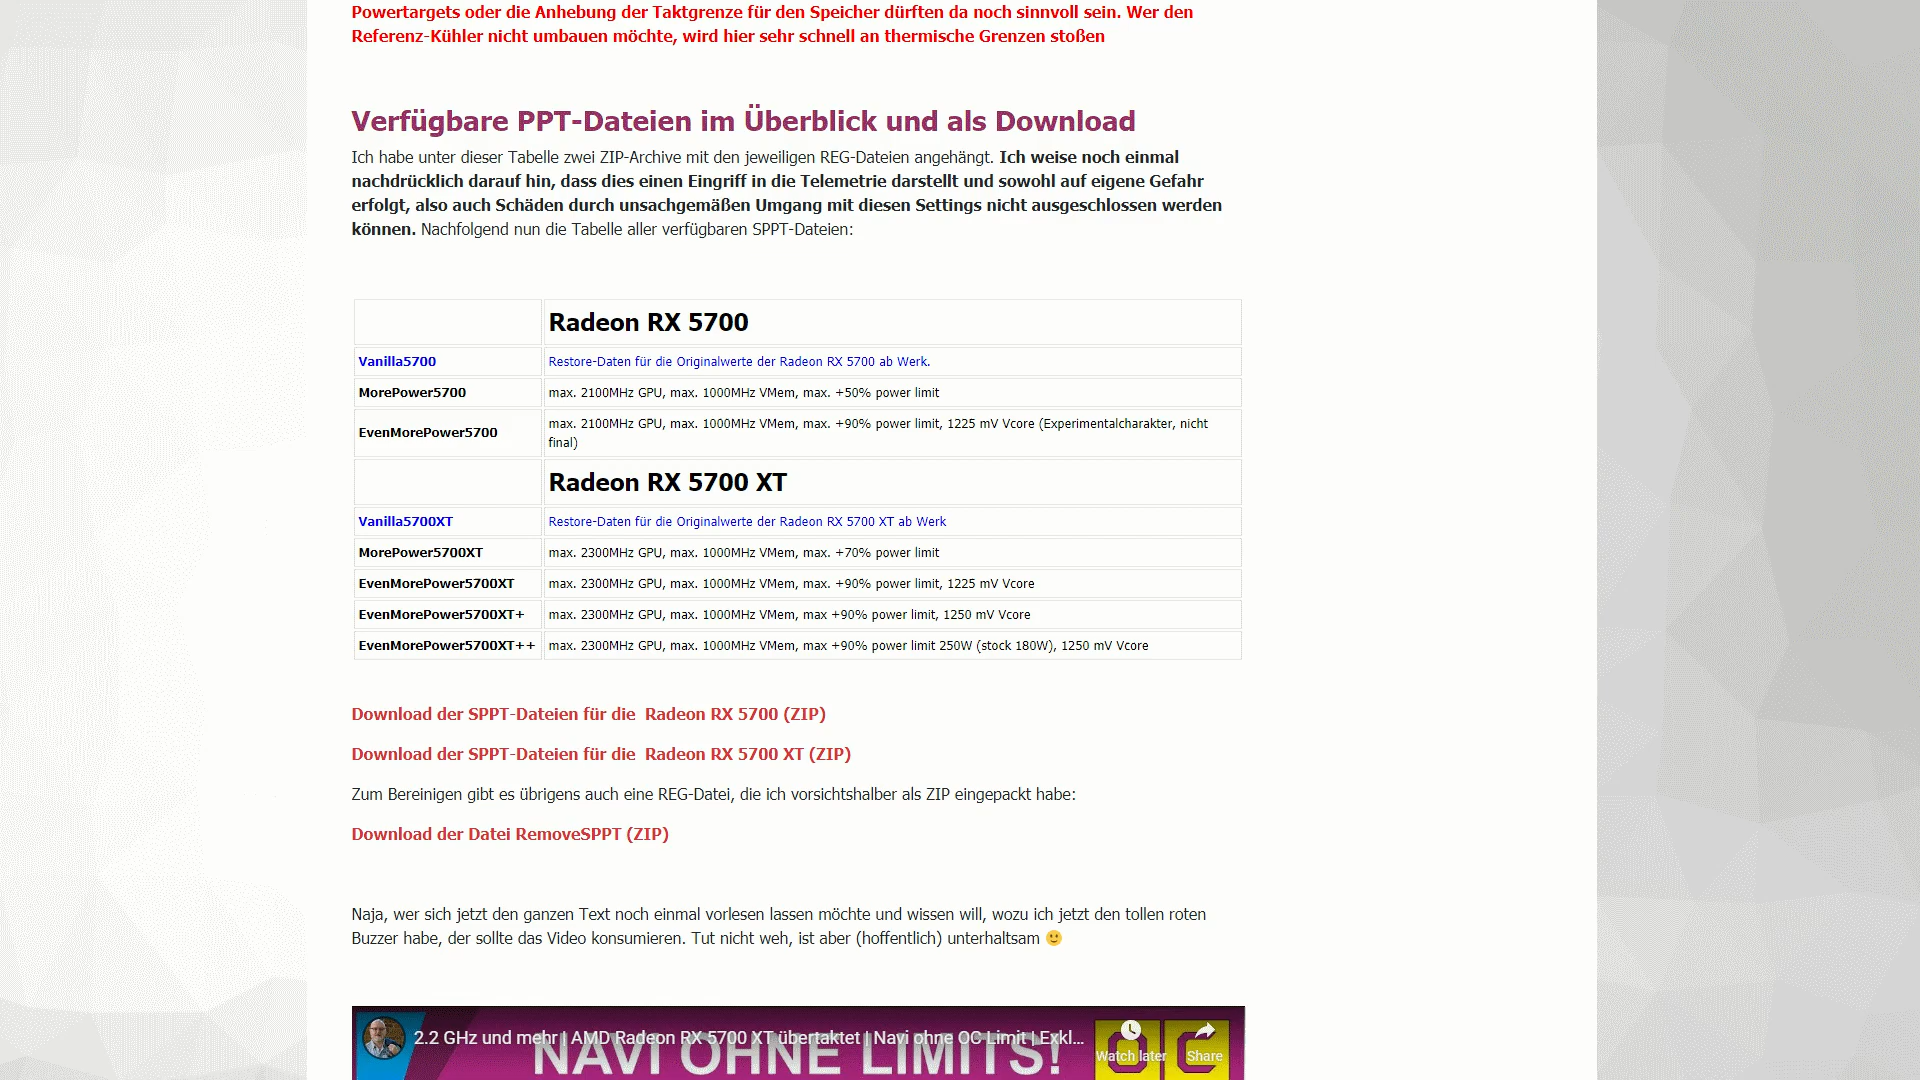 Powertargets oder die Anhebung der Taktgrenze für den Speicher dürften da noch sinnvoll sein. Wer den
Referenz-Kühler nicht umbauen möchte, wird hier sehr schnell an thermische Grenzen stoßen
Verfügbare PPT-Dateien im Überblick und als Download
Ich habe unter dieser Tabelle zwei ZIP-Archive mit den jeweiligen REG-Dateien angehängt. Ich weise noch einmal
nachdrücklich darauf hin, dass dies einen Eingriff in die Telemetrie darstellt und sowohl auf eigene Gefahr
erfolgt, also auch Schäden durch unsachgemäßen Umgang mit diesen Settings nicht ausgeschlossen werden
können. Nachfolgend nun die Tabelle aller verfügbaren SPPT-Dateien:
Radeon RX 5700
Vanilla5700 Restore-Daten für die Originalwerte der Radeon RX 5700 ab Werk.
MorePower5700 max. 2100MHz GPU, max. 1000MHz VMem, max. +50% power limit
EvenMorePower5700 max. 2100MHz GPU, max. 1000MHz VMem, max. +90% power limit, 1225 mV Vcore (Experimentalcharakter, nicht
final)
Radeon RX 5700 XT
Vanilla5700XT Restore-Daten für die Originalwerte der Radeon RX 5700 XT ab Werk
MorePower5700XT max. 2300MHz GPU, max. 1000MHz VMem, max. +70% power limit
EvenMorePower5700XT max. 2300MHz GPU, max. 1000MHz VMem, max. +90% power limit, 1225 mV Vcore
EvenMorePower5700XT+ max. 2300MHz GPU, max. 1000MHz VMem, max +90% power limit, 1250 mV Vcore
EvenMorePower5700XT++ max. 2300MHz GPU, max. 1000MHz VMem, max +90% power limit 250W (stock 180W), 1250 mV Vcore
Download der SPPT-Dateien für die Radeon RX 5700 (ZIP)
Download der SPPT-Dateien für die Radeon RX 5700 XT (ZIP)
Zum Bereinigen gibt es übrigens auch eine REG-Datei, die ich vorsichtshalber als ZIP eingepackt habe:
Download der Datei RemoveSPPT (ZIP)
Naja, wer sich jetzt den ganzen Text noch einmal vorlesen lassen möchte und wissen will, wozu ich jetzt den tollen roten
Buzzer habe, der sollte das Video konsumieren. Tut nicht weh, ist aber (hoffentlich) unterhaltsam 🙂
2.2 GHz und mehr | AMD Radeon RX 5700 XT übertaktet | Navi ohne OC Limit | Exkl...
NAVI OHNE LIMITS!
OC
Watch later
Share